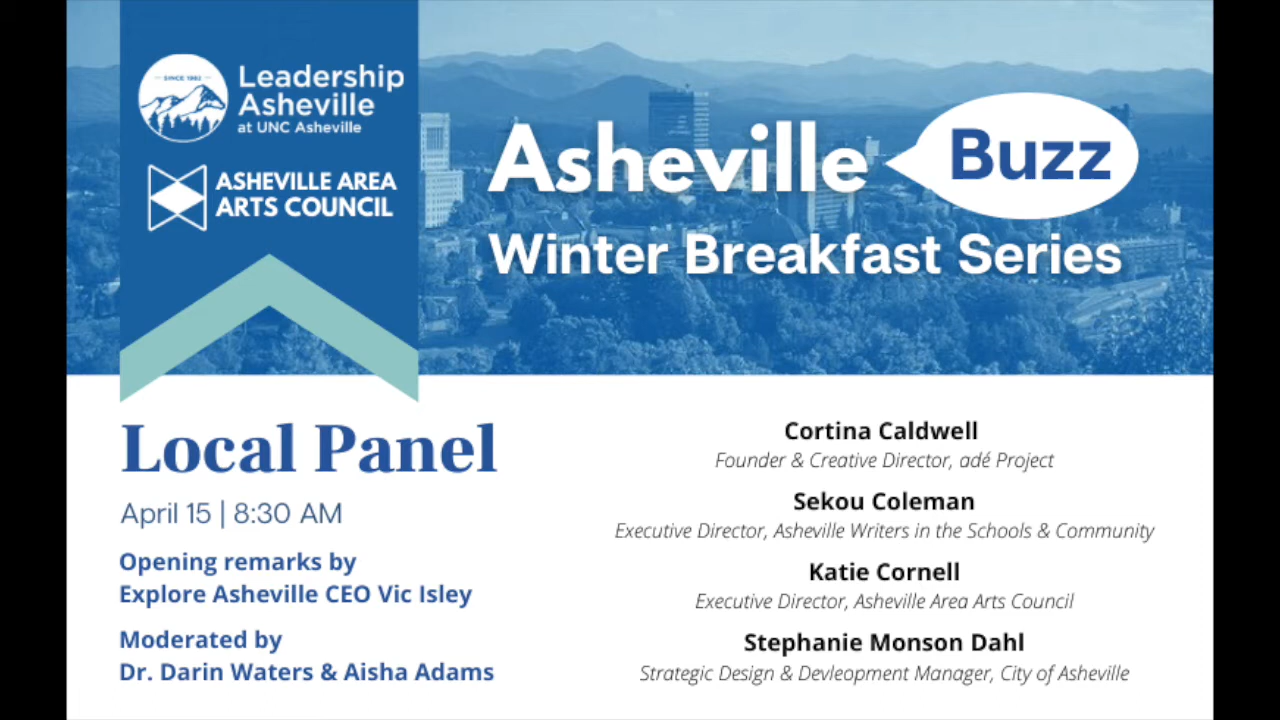 SINCE 1982
Leadership
Asheville
at UNC Asheville
ASHEVILLE AREA
ARTS COUNCIL
Asheville Buzz
Winter Breakfast Series
Local Panel
April 15 | 8:30 AM
Opening remarks by
Explore Asheville CEO Vic Isley
Moderated by
Dr. Darin Waters & Aisha Adams
Cortina Caldwell
Founder & Creative Director, adé Project
Sekou Coleman
Executive Director, Asheville Writers in the Schools & Community
Katie Cornell
Executive Director, Asheville Area Arts Council
Stephanie Monson Dahl
Strategic Design & Devleopment Manager, City of Asheville